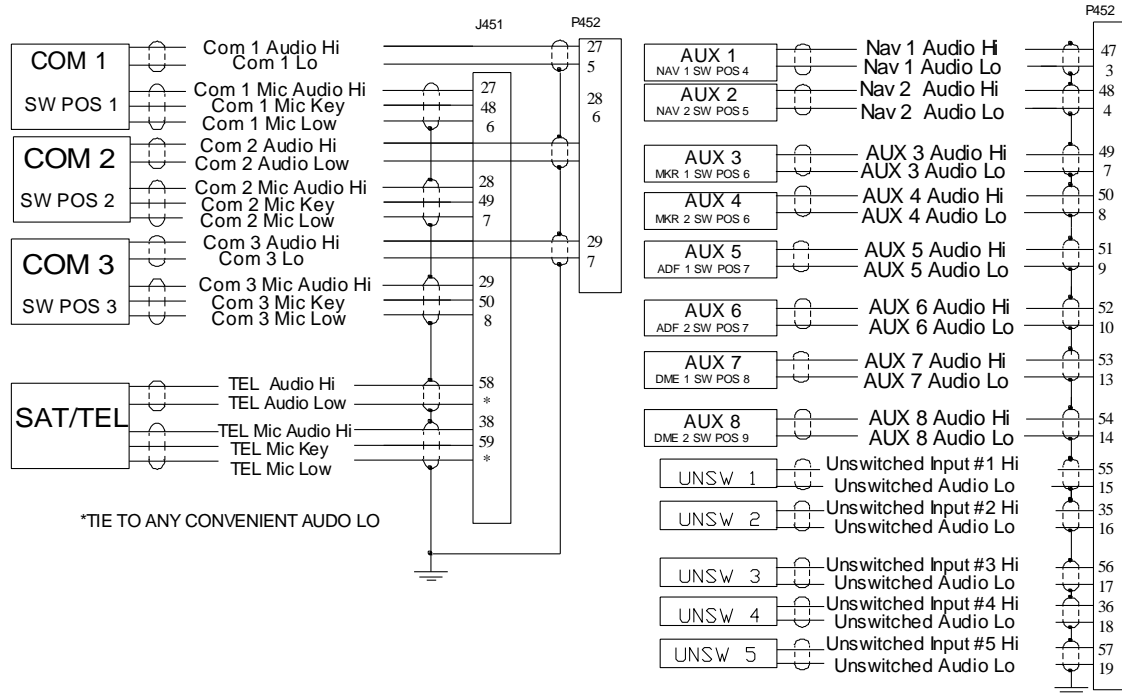 J451
P452
COM 1
SW POS 1
Com 1 Audio Hi
Com 1 Lo
27
5
Com 1 Mic Audio Hi
Com 1 Mic Key
Com 1 Mic Low
27
48
6
28
6
COM 2
SW POS 2
Com 2 Audio Hi
Com 2 Audio Low
Com 2 Mic Audio Hi
Com 2 Mic Key
Com 2 Mic Low
28
49
7
COM 3
SW POS 3
Com 3 Audio Hi
Com 3 Lo
29
7
Com 3 Mic Audio Hi
Com 3 Mic Key
Com 3 Mic Low
29
50
8
SAT/TEL
TEL Audio Hi
TEL Audio Low
58
*
TEL Mic Audio Hi
TEL Mic Key
TEL Mic Low
38
59
*
*TIE TO ANY CONVENIENT AUDO LO
P452
AUX 1
NAV 1 SW POS 4
Nav 1 Audio Hi
Nav 1 Audio Lo
47
3
AUX 2
NAV 2 SW POS 5
Nav 2 Audio Hi
Nav 2 Audio Lo
48
4
AUX 3
MKR 1 SW POS 6
AUX 3 Audio Hi
AUX 3 Audio Lo
49
7
AUX 4
MKR 2 SW POS 6
AUX 4 Audio Hi
AUX 4 Audio Lo
50
8
AUX 5
ADF 1 SW POS 7
AUX 5 Audio Hi
AUX 5 Audio Lo
51
9
AUX 6
ADF 2 SW POS 7
AUX 6 Audio Hi
AUX 6 Audio Lo
52
10
AUX 7
DME 1 SW POS 8
AUX 7 Audio Hi
AUX 7 Audio Lo
53
13
AUX 8
DME 2 SW POS 9
AUX 8 Audio Hi
AUX 8 Audio Lo
54
14
UNSW 1
Unswitched Input #1 Hi
Unswitched Audio Lo
55
15
UNSW 2
Unswitched Input #2 Hi
Unswitched Audio Lo
35
16
UNSW 3
Unswitched Input #3 Hi
Unswitched Audio Lo
56
17
UNSW 4
Unswitched Input #4 Hi
Unswitched Audio Lo
36
18
UNSW 5
Unswitched Input #5 Hi
Unswitched Audio Lo
57
19